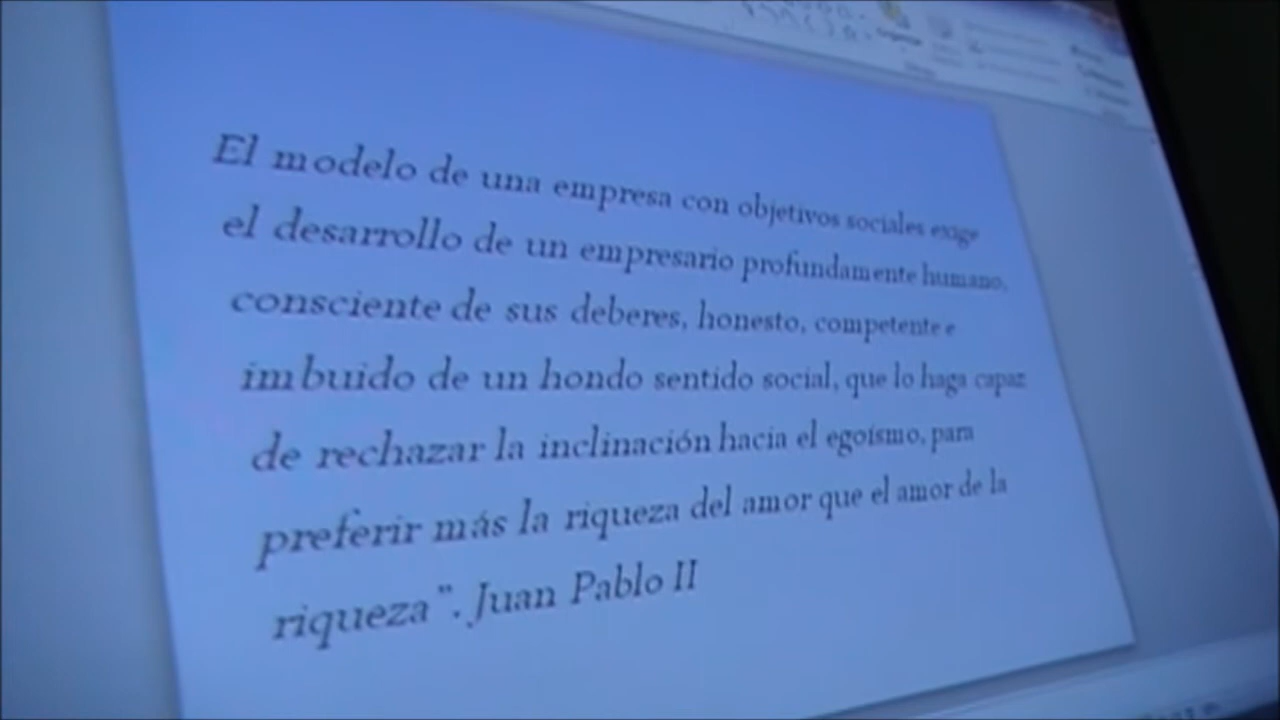 El modelo de una empresa con objetivos sociales exige
el desarrollo de un empresario profundamente humano,
consciente de sus deberes, honesto, competente e
imbuido de un hondo sentido social, que lo haga capaz
de rechazar la inclinación hacia el egoísmo, para
preferir más la riqueza del amor que el amor de la
riqueza”. Juan Pablo II